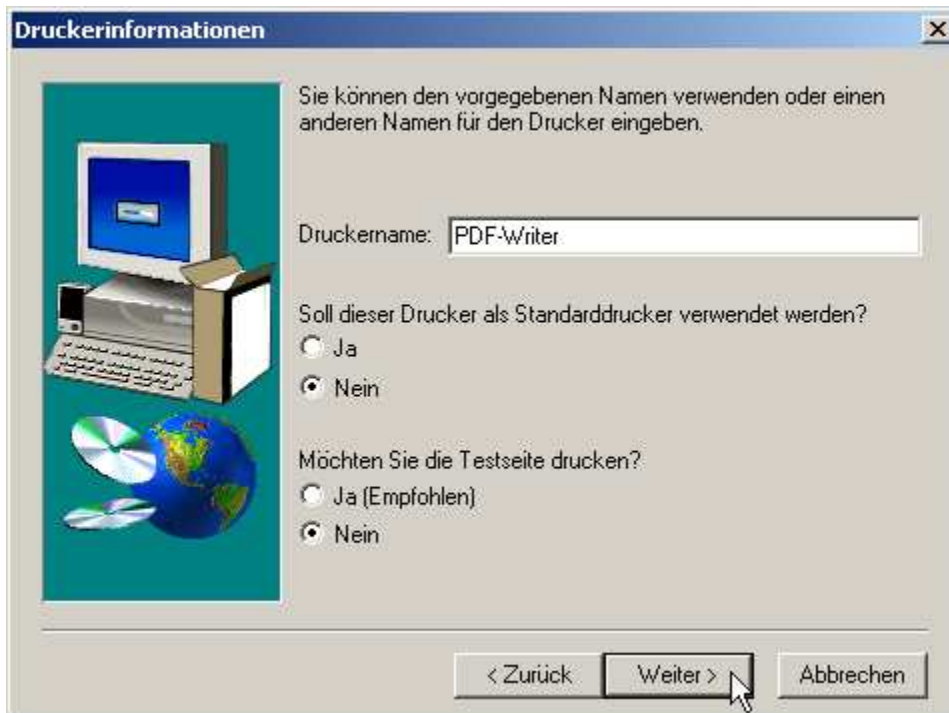 Druckerinformationen
Sie können den vorgegebenen Namen verwenden oder einen
anderen Namen für den Drucker eingeben.
Druckername: PDF-Writer
Soll dieser Drucker als Standarddrucker verwendet werden?
Ja
Nein
Möchten Sie die Testseite drucken?
Ja (Empfohlen)
Nein
< Zurück Weiter > Abbrechen